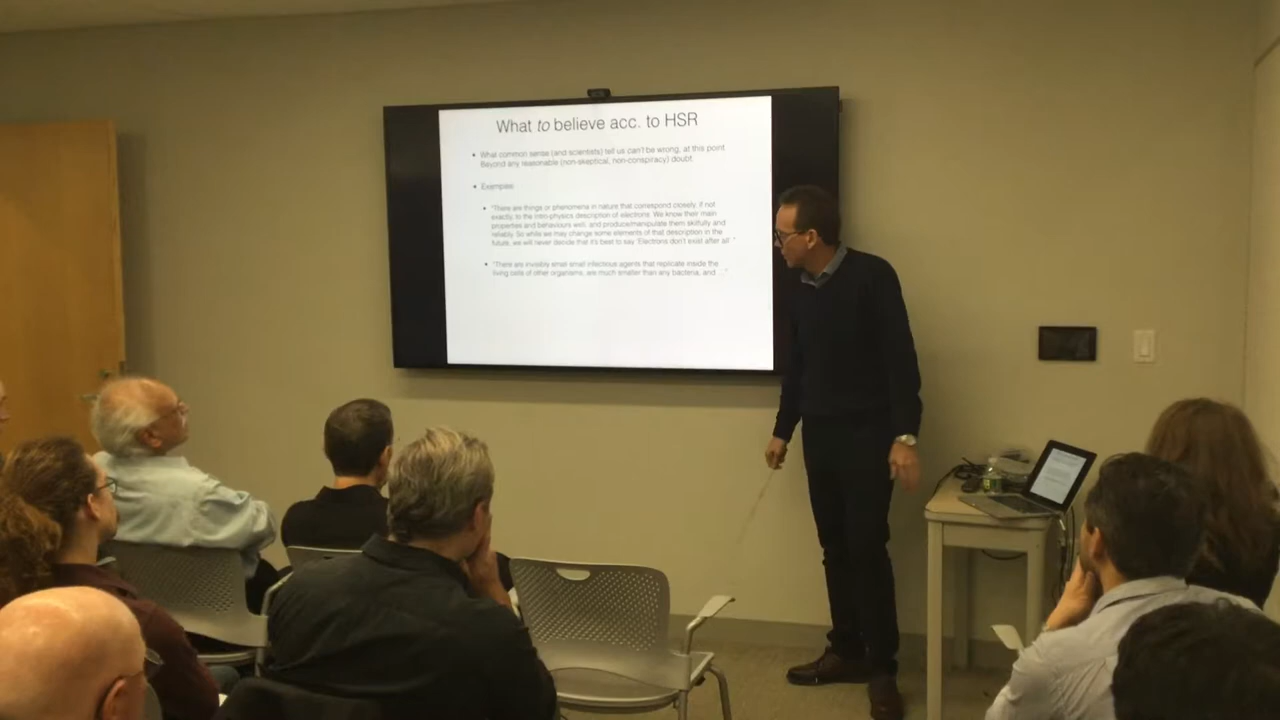 What to believe acc. to HSR
• What common sense (and scientists) tell us can't be wrong, at this point
Beyond any reasonable (non-skeptical, non-conspiracy) doubt
• Examples
• "There are things or phenomena in nature that correspond closely, if not
exactly, to the intro-physics description of electrons. We know their main
properties and behaviours well, and produce/manipulate them skilfully and
reliably. So while we may change some elements of that description in the
future, we will never decide that it's best to say 'Electrons don't exist after all'."
• "There are invisibly small small infectious agents that replicate inside the
living cells of other organisms, are much smaller than any bacteria, and ..."